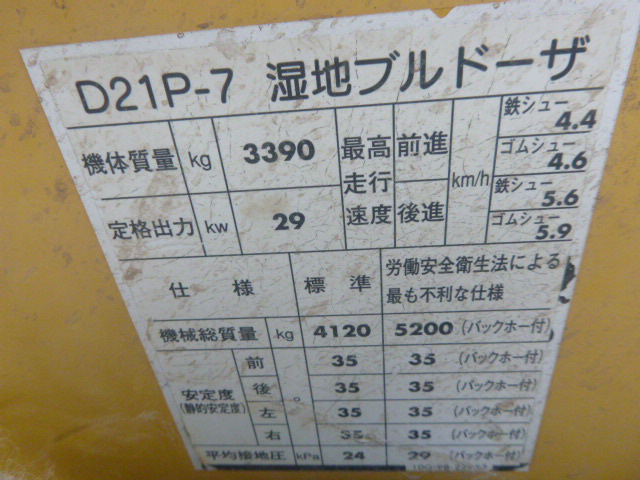 D21P-7 湿地ブルドーザ
機体質量 kg 3390 最高走行速度 前進 km/h 鉄シュー 4.4
ゴムシュー 4.6
定格出力 kw 29 後進 鉄シュー 5.6
ゴムシュー 5.9
仕様 標準 労働安全衛生法による
最も不利な仕様
機械総質量 kg 4120 5200 (バックホー付)
安定度 (静的安定度) 前 ° 35 35 (バックホー付)
後 35 35 (バックホー付)
左 35 35 (バックホー付)
右 35 35 (バックホー付)
平均接地圧 kPa 24 29 (バックホー付)